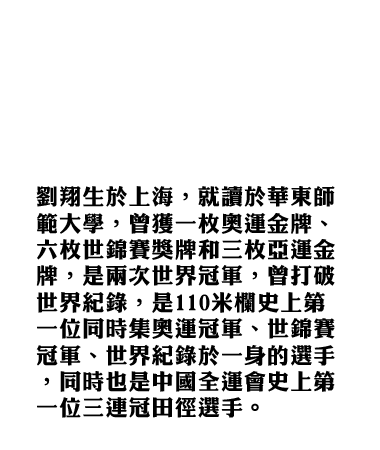 劉翔生於上海，就讀於華東師
範大學，曾獲一枚奧運金牌、
六枚世錦賽獎牌和三枚亞運金
牌，是兩次世界冠軍，曾打破
世界紀錄，是110米欄史上第
一位同時集奧運冠軍、世錦賽
冠軍、世界紀錄於一身的選手
，同時也是中國全運會史上第
一位三連冠田徑選手。